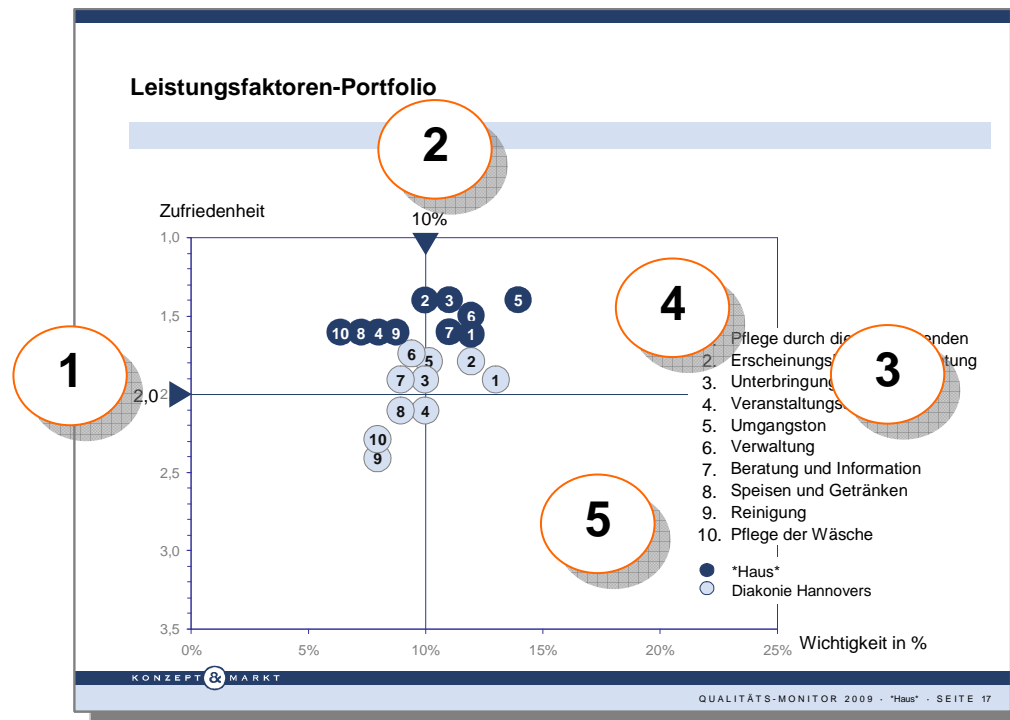 Leistungsfaktoren-Portfolio
2
Zufriedenheit
10%
1,0
4
2 3 5
1,5
6
10 8 4 9 7 1
6 5 2
1
7 3 1
2,0
8 4
10
9
2,5
5
3,0
3,5
0% 5% 10% 15% 20% 25%
Wichtigkeit in %
3
Pflege durch die
2.
3. Unterbringung
4.
5. Umgangston
6. Verwaltung
7. Beratung und Information
8. Speisen und Getränken
9. Reinigung
10. Pflege der Wäsche
*Haus*
Diakonie Hannovers
KONZEPT & MARKT
QUALITÄTS-MONITOR 2009 - *Haus* - SEITE 17